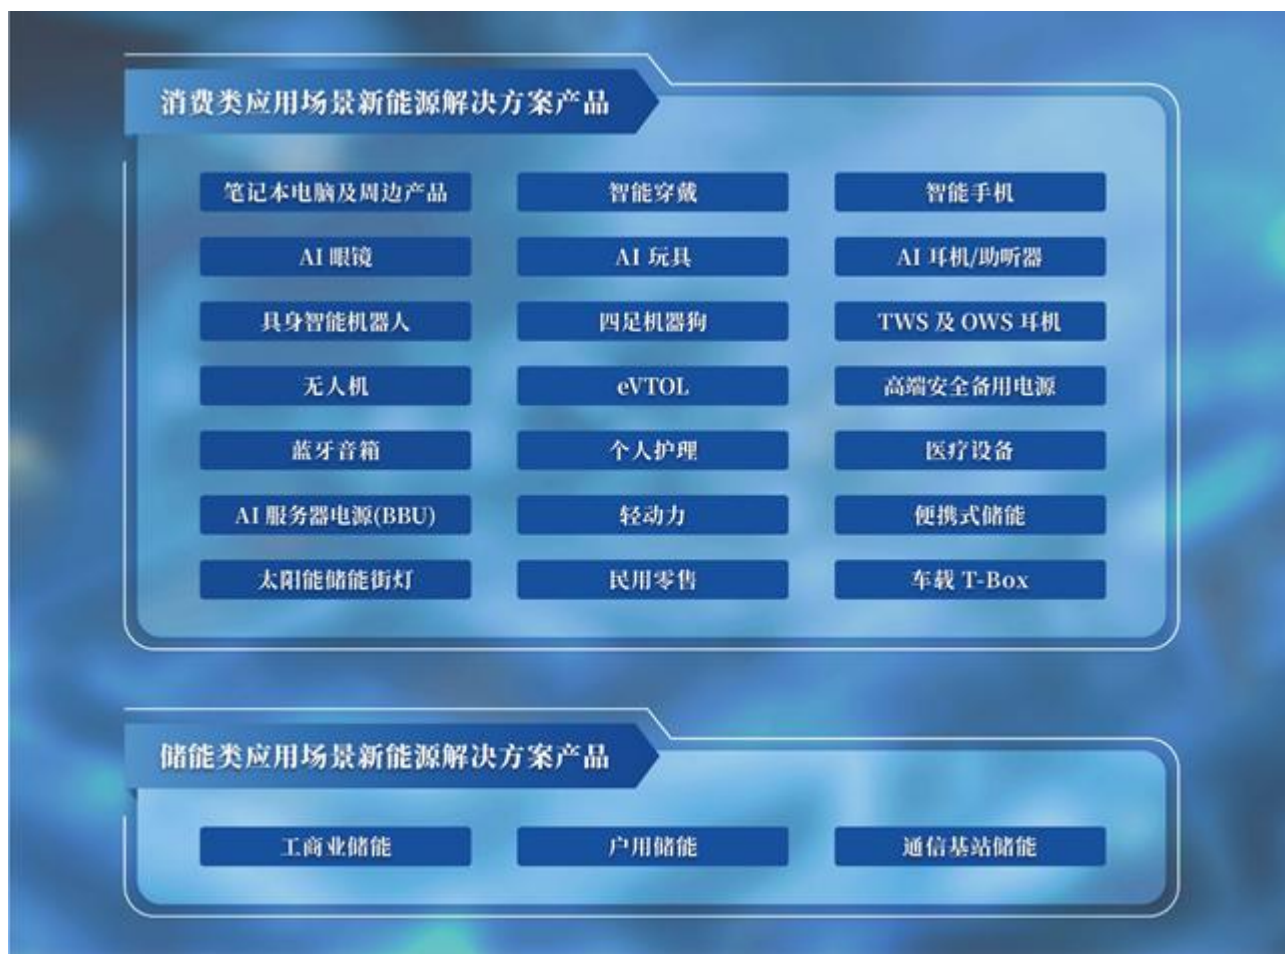 消费类应用场景新能源解决方案产品
笔记本电脑及周边产品 智能穿戴 智能手机
AI 眼镜 AI 玩具 AI 耳机/助听器
具身智能机器人 四足机器狗 TWS 及 OWS 耳机
无人机 eVTOL 高端安全备用电源
蓝牙音箱 个人护理 医疗设备
AI 服务器电源(BBU) 轻动力 便携式储能
太阳能储能街灯 民用零售 车载 T-Box
储能类应用场景新能源解决方案产品
工商业储能 户用储能 通信基站储能